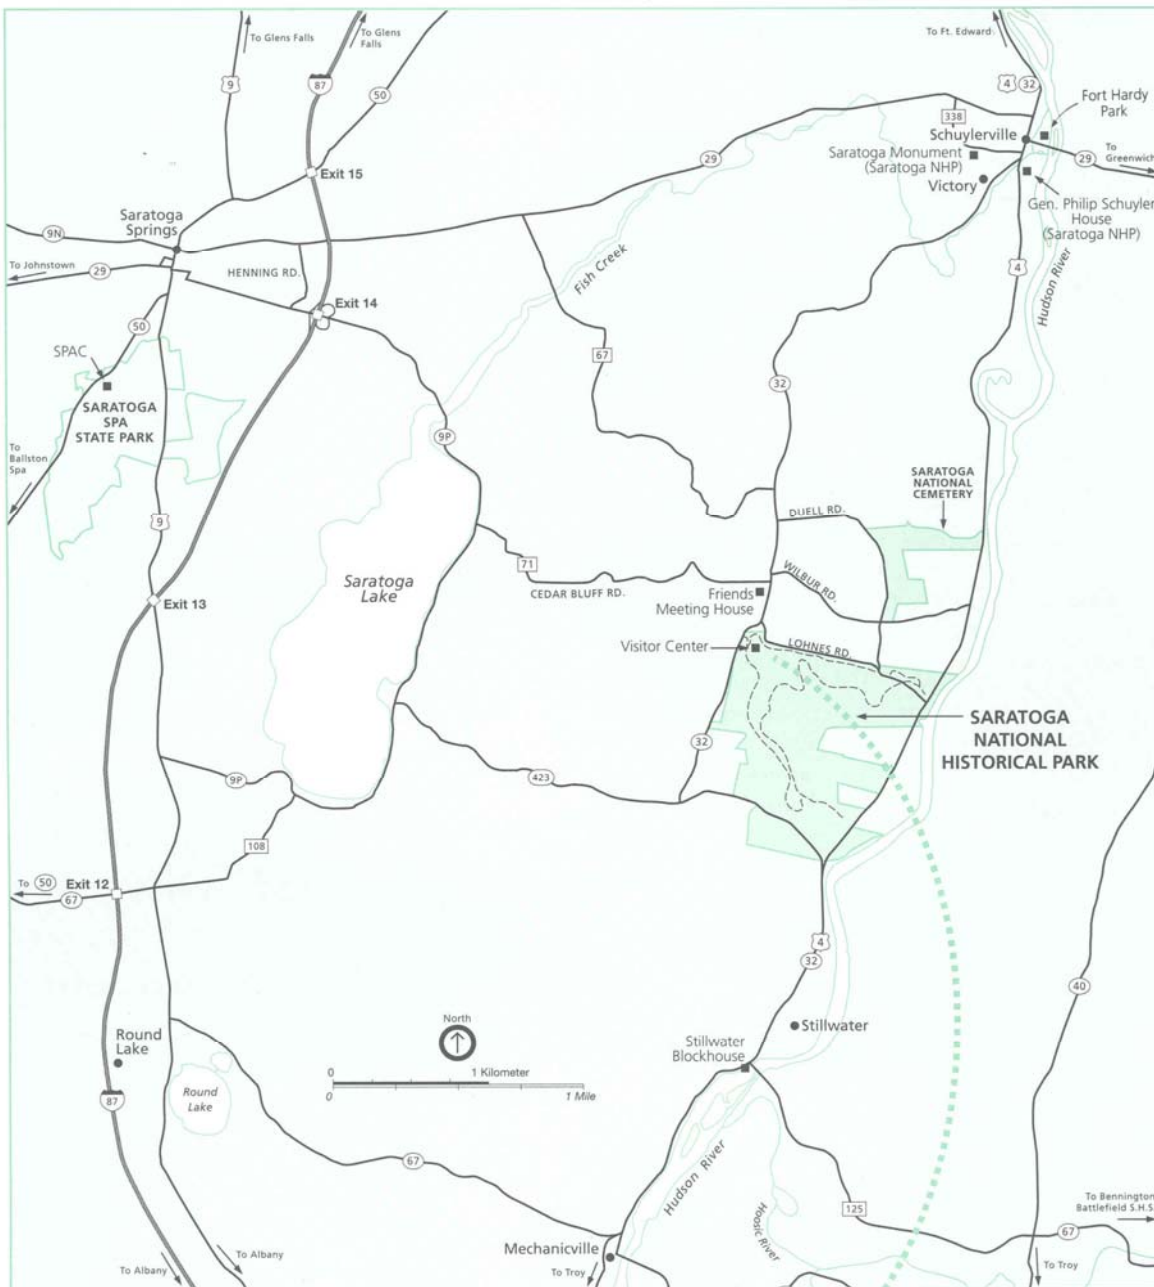 To Glens Falls
To Glens
Falls
To Ft. Edward
9
87
50
4
32
Fort Hardy
Park
338
Schuylerville
To
Greenwich
29
29
Saratoga Monument
(Saratoga NHP)
Victory
Exit 15
Gen. Philip Schuyler
House
(Saratoga NHP)
Saratoga
Springs
9N
To Johnstown
29
HENNING RD.
Fish Creek
4
Hudson River
Exit 14
50
SPAC
67
32
SARATOGA
SPA
STATE PARK
To
Ballston
Spa
9P
SARATOGA
NATIONAL
CEMETERY
9
DUELL RD.
71
CEDAR BLUFF RD.
WILBUR RD.
Saratoga
Lake
Friends
Meeting House
Exit 13
Visitor Center
LOHNES RD.
SARATOGA
NATIONAL
HISTORICAL PARK
32
9P
423
108
To 50
Exit 12
67
4
32
40
North
Stillwater
Round
Lake
Stillwater
Blockhouse
0
1 Kilometer
0
1 Mile
87
Round
Lake
67
Hudson River
Hoosic River
125
To Bennington
Battlefield S.H.S.
67
Mechanicville
To Albany
To Albany
To Troy
To Troy